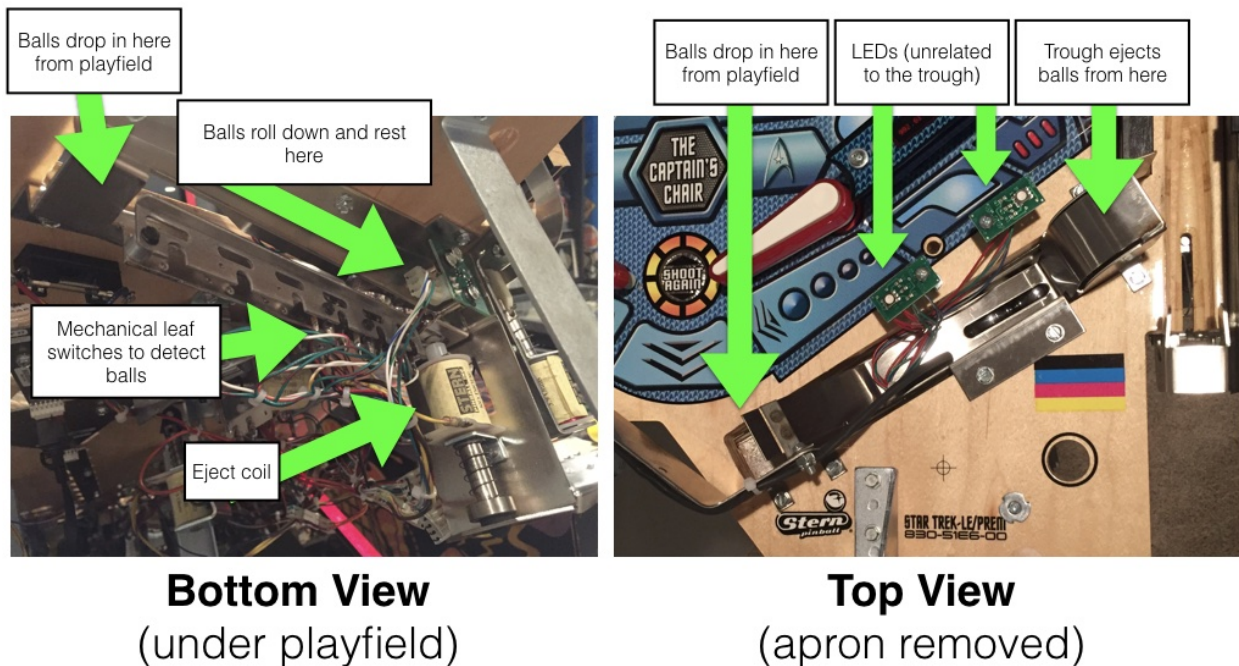 Balls drop in here
from playfield
Balls roll down and rest
here
Mechanical leaf
switches to detect
balls
Eject coil
STERN
Bottom View
(under playfield)
Balls drop in here
from playfield
LEDs (unrelated
to the trough)
Trough ejects
balls from here
THE
CAPTAIN'S
CHAIR
SHOOT
AGAIN
Stern
pinball
STAR TREK-LE/PREM
830-51E6-00
Top View
(apron removed)